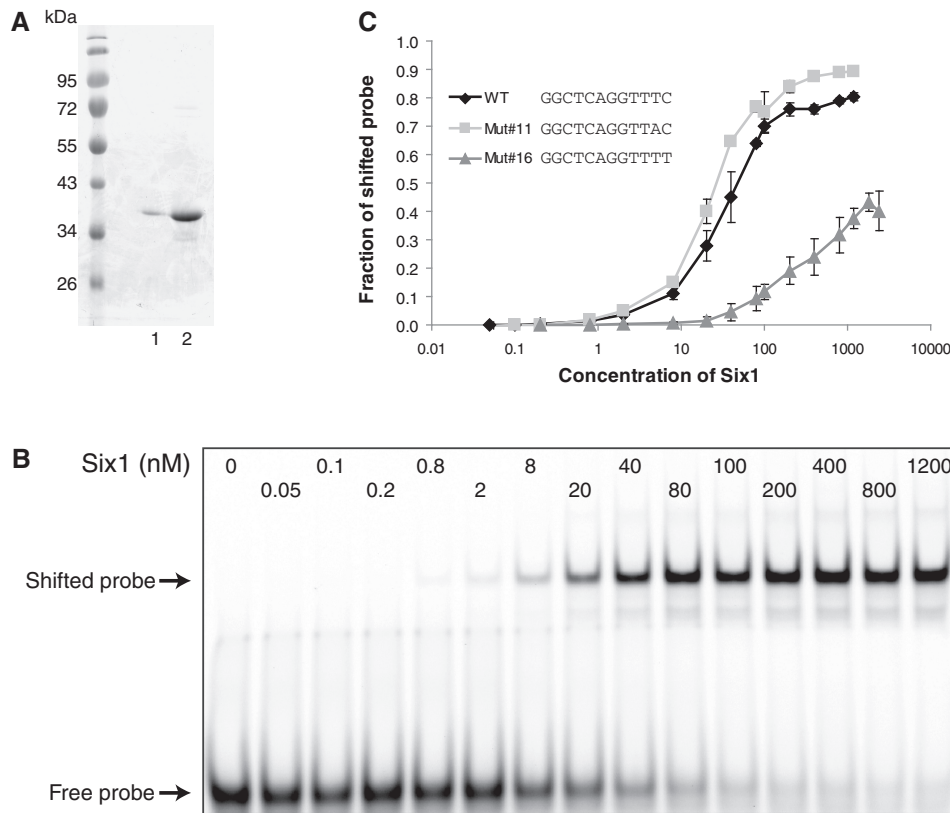 A
kDa
95
72
55
43
34
26
1 2
C
Fraction of shifted probe
1.0
0.9
0.8
0.7
0.6
0.5
0.4
0.3
0.2
0.1
0.0
WT GGCTCAGGTTTC
Mut#11 GGCTCAGGTTAC
Mut#16 GGCTCAGGTTTT
0.01 0.1 1 10 100 1000 10000
Concentration of Six1
B
Six1 (nM) 0 0.1 0.8 8 40 100 400 1200
0.05 0.2 2 20 80 200 800
Shifted probe
Free probe